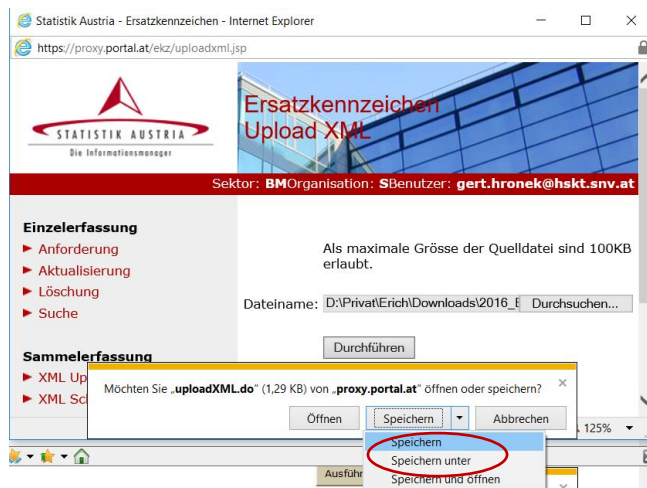 Statistik Austria - Ersatzkennzeichen - Internet Explorer
https://proxy.portal.at/ekz/uploadxml.jsp
STATISTIK AUSTRIA
Die Informationsmanager
Ersatzkennzeichen
Upload XML
Sektor: BMOrganisation: SBenutzer: gert.hronek@hskt.snv.at
Einzelerfassung
Anforderung
Aktualisierung
Löschung
Suche
Als maximale Grösse der Quelldatei sind 100KB
erlaubt.
Dateiname: D:\Privat\Erich\Downloads\2016_E Durchsuchen...
Durchführen
Sammelerfassung
XML Up
XML Sc
Möchten Sie „uploadXML.do" (1,29 KB) von „proxy.portal.at" öffnen oder speichern?
Öffnen Speichern Abbrechen
125%
Speichern
Speichern unter
Speichern und öffnen
Ausführ